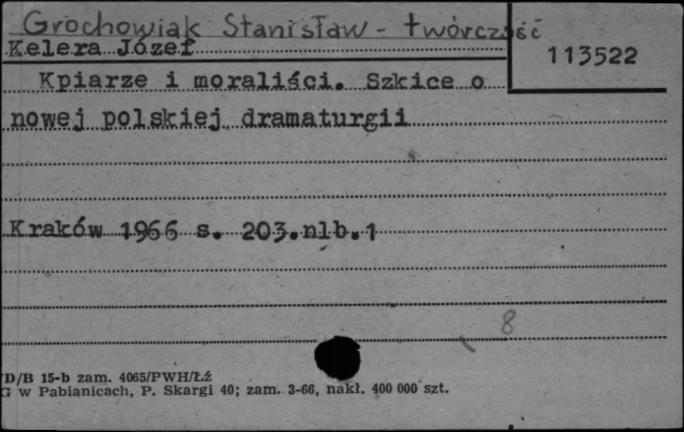 Grochowiak Stanisław - twórczość
Kelera Józef
113522
Kpiarze i moraliści. Szkice o
nowej polskiej dramaturgii
Kraków 1966 s. 203.nlb.1
8
D/B 15-b zam. 4065/PWH/Łź
G w Pabianicach, P. Skargi 40; zam. 3-66, nakł. 400 000 szt.